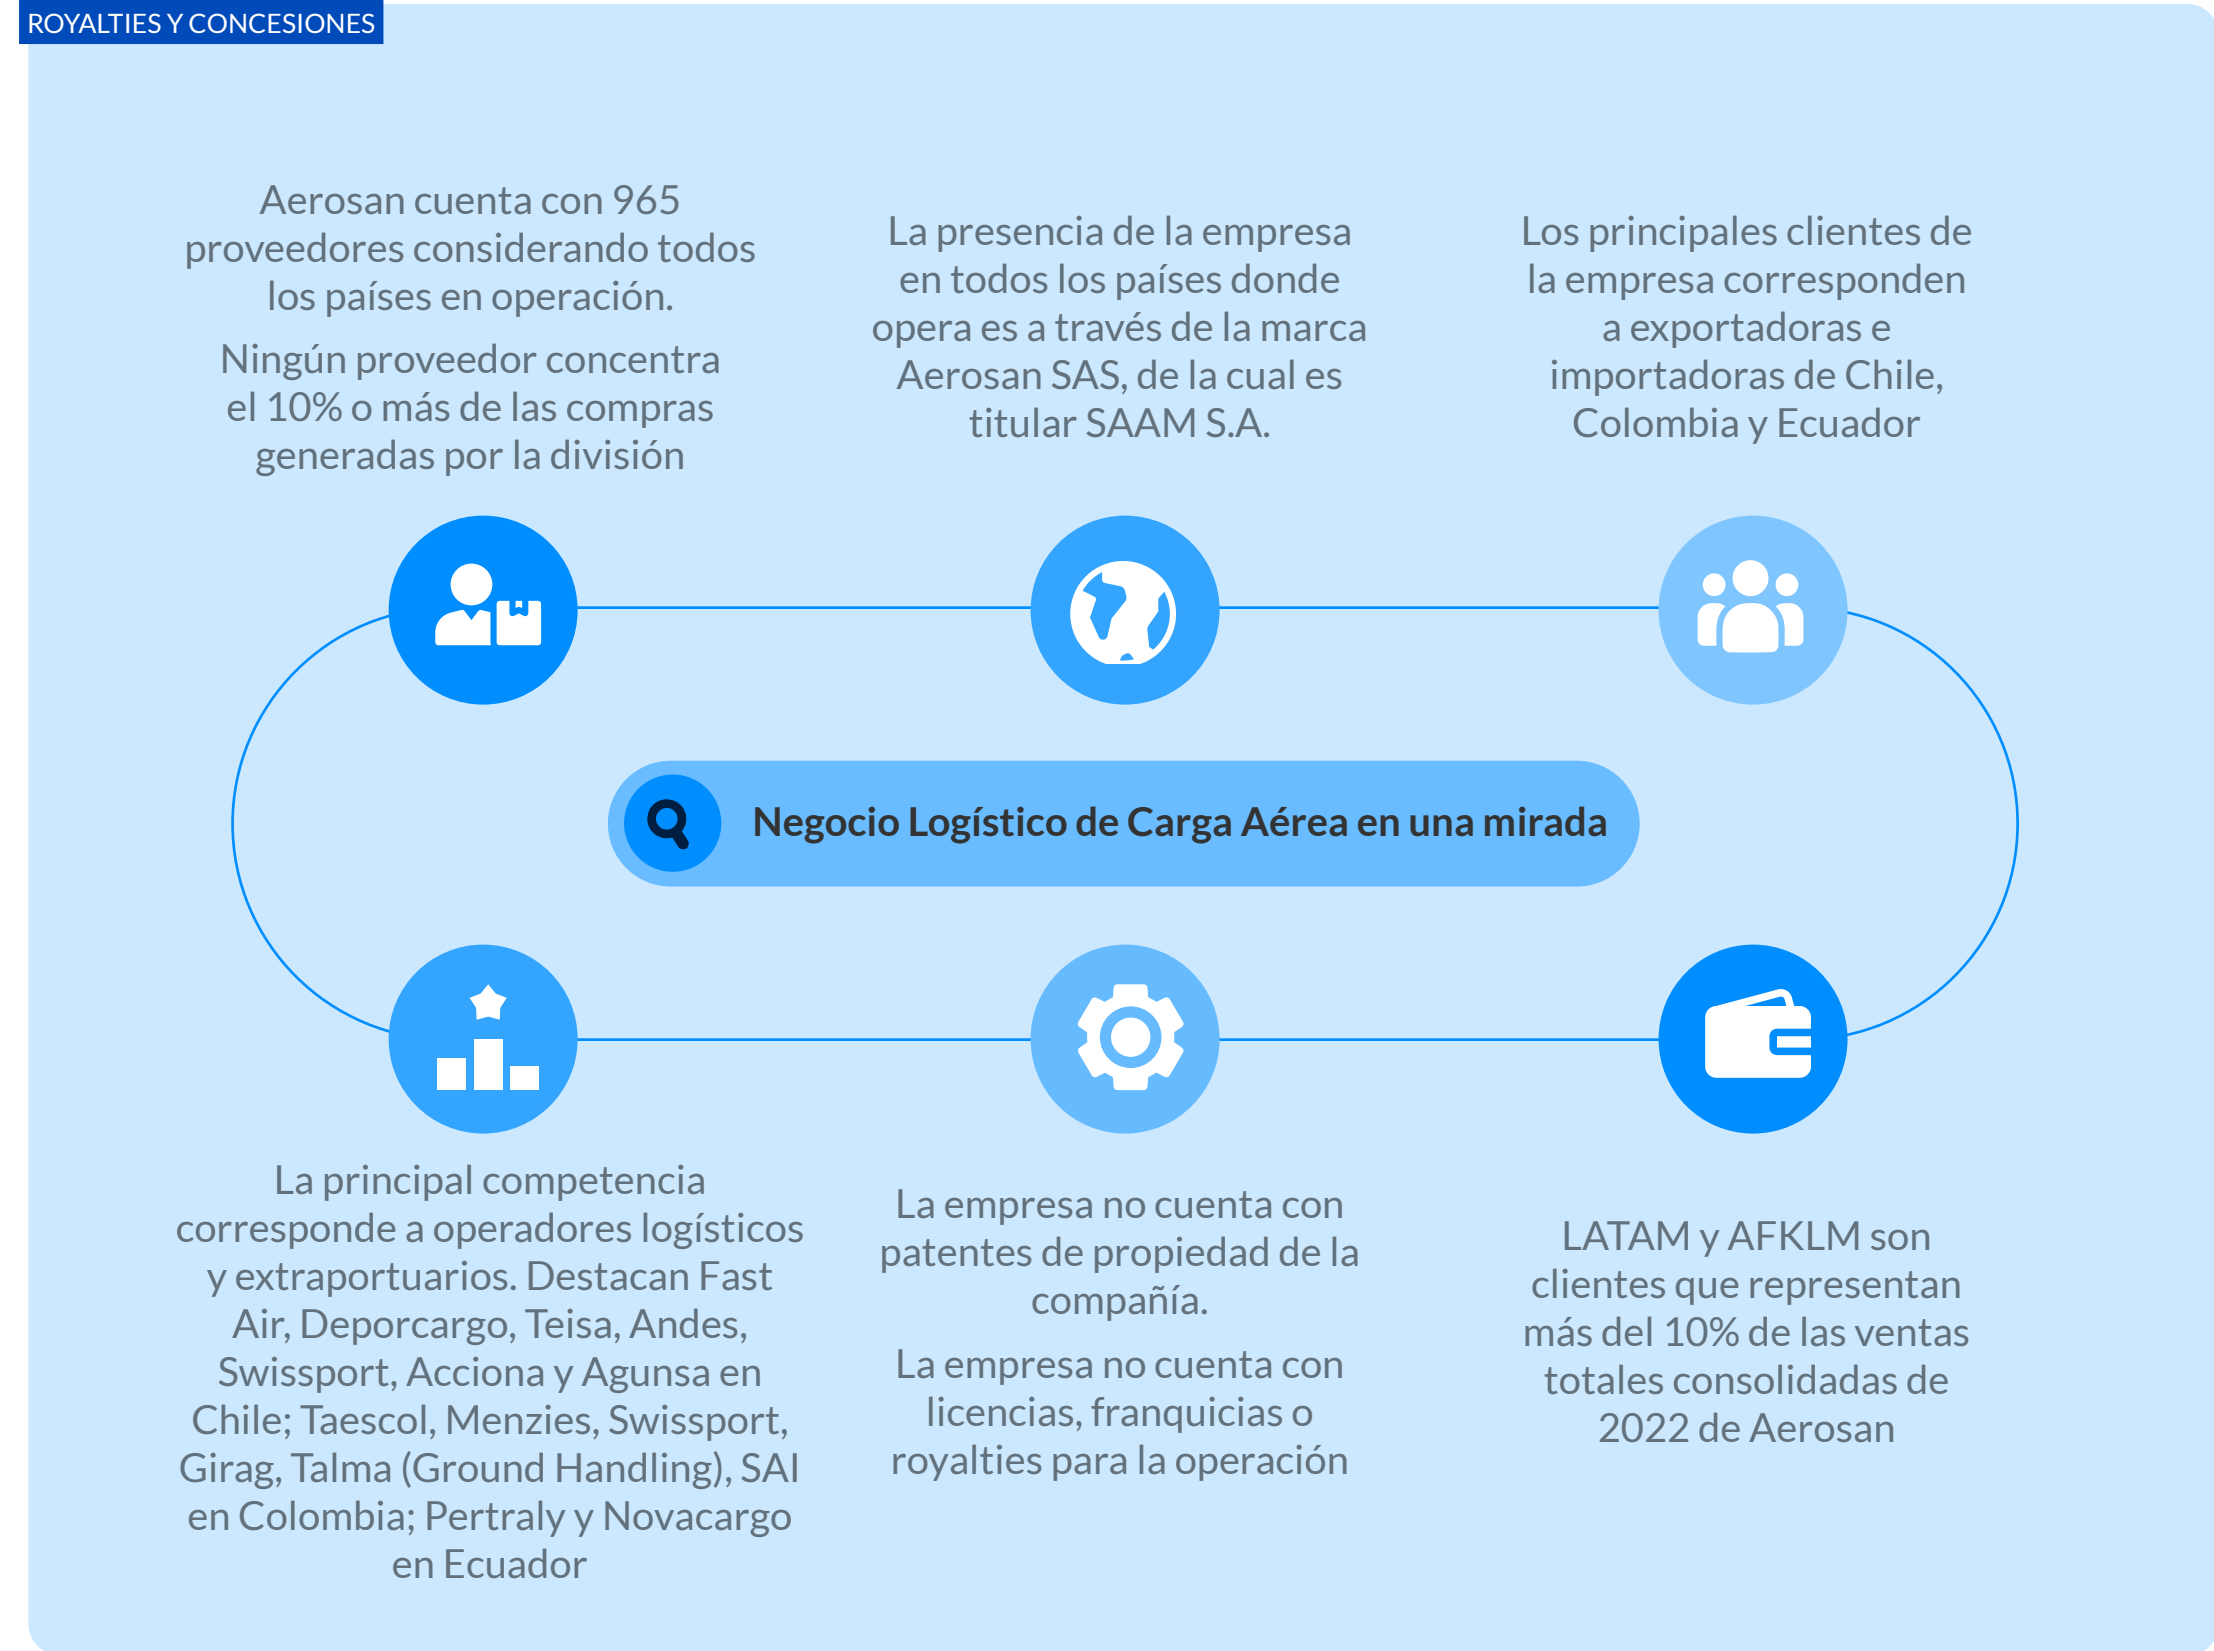 ROYALTIES Y CONCESIONES
Aerosan cuenta con 965
proveedores considerando todos
los países en operación.
Ningún proveedor concentra
el 10% o más de las compras
generadas por la división
La presencia de la empresa
en todos los países donde
opera es a través de la marca
Aerosan SAS, de la cual es
titular SAAM S.A.
Los principales clientes de
la empresa corresponden
a exportadoras e
importadoras de Chile,
Colombia y Ecuador
Negocio Logístico de Carga Aérea en una mirada
La principal competencia
corresponde a operadores logísticos
y extraportuarios. Destacan Fast
Air, Deporcargo, Teisa, Andes,
Swissport, Acciona y Agunsa en
Chile; Taescol, Menzies, Swissport,
Girag, Talma (Ground Handling), SAI
en Colombia; Pertraly y Novacargo
en Ecuador
La empresa no cuenta con
patentes de propiedad de la
compañía.
La empresa no cuenta con
licencias, franquicias o
royalties para la operación
LATAM y AFKLM son
clientes que representan
más del 10% de las ventas
totales consolidadas de
2022 de Aerosan